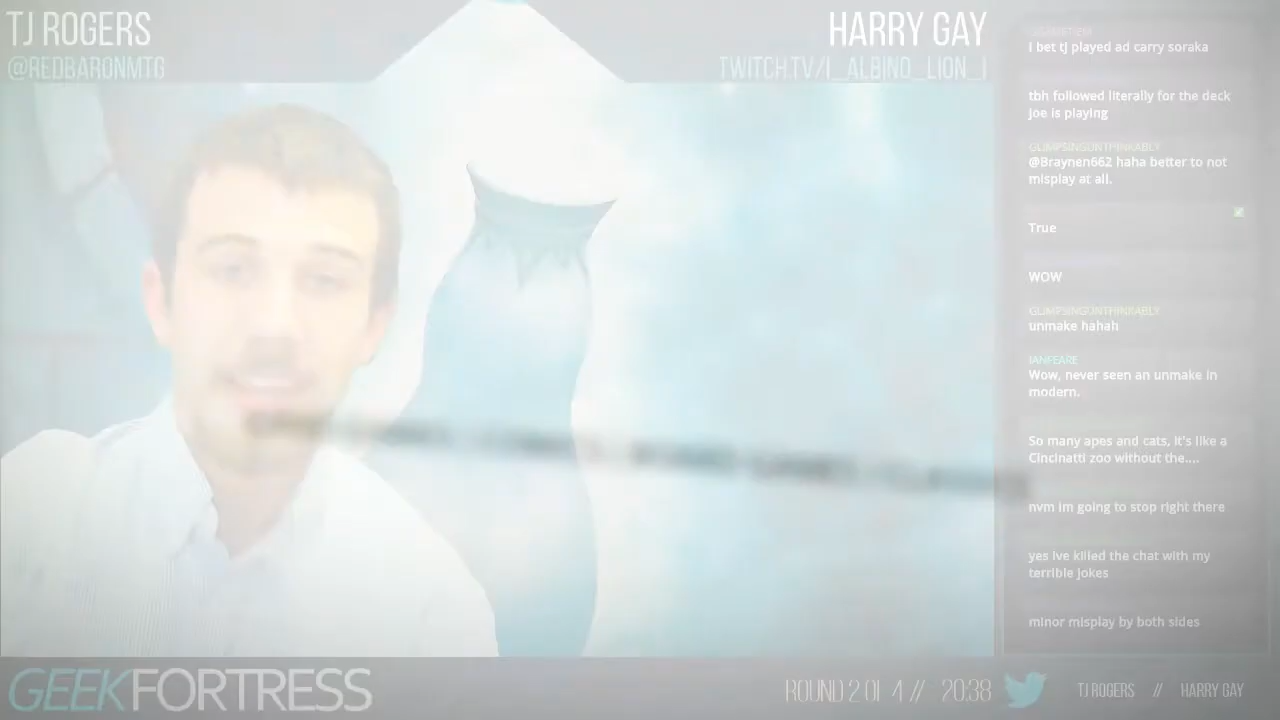 TJ ROGERS
@REDBARONMTG
HARRY GAY
TWITCH.TV/I_ALBINO_LION_I
i bet tj played ad carry soraka
tbh followed literally for the deck
joe is playing
GLIMPSINGUNTHINKABLY
@Braynen662 haha better to not
misplay at all.
True
WOW
GLIMPSINGUNTHINKABLY
unmake hahah
IANFEARE
Wow, never seen an unmake in
modern.
So many apes and cats, it's like a
Cincinatti zoo without the....
nvm im going to stop right there
yes ive killed the chat with my
terrible jokes
minor misplay by both sides
GEEKFORTRESS
ROUND 2 OF 4 // 20:38
TJ ROGERS // HARRY GAY